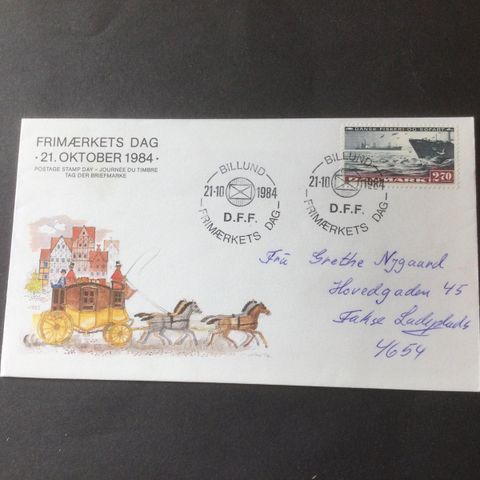 FRIMÆRKETS DAG
· 21. OKTOBER 1984 ·
POSTAGE STAMP DAY – JOURNÉE DU TIMBRE
TAG DER BRIEFMARKE
BILLUND
21-10 1984
D.F.F.
FRIMÆRKETS DAG
BILLUND
21-10 1984
D.F.F.
FRIMÆRKETS DAG
DANSK FISKERI OG SØFART
DANMARK 2.70
Fru Grethe Nygaard
Hovedgaden 45
Fakse Ladeplads
4654